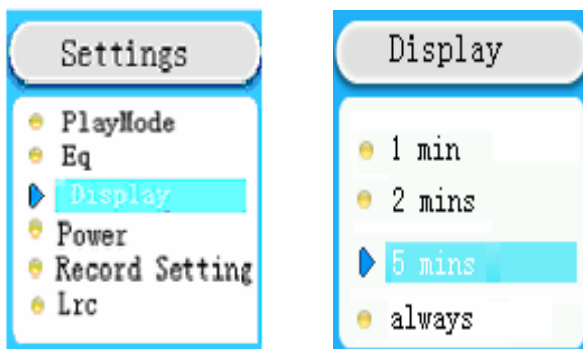 Settings
PlayMode
Eq
Display
Power
Record Setting
Lrc
Display
1 min
2 mins
5 mins
always